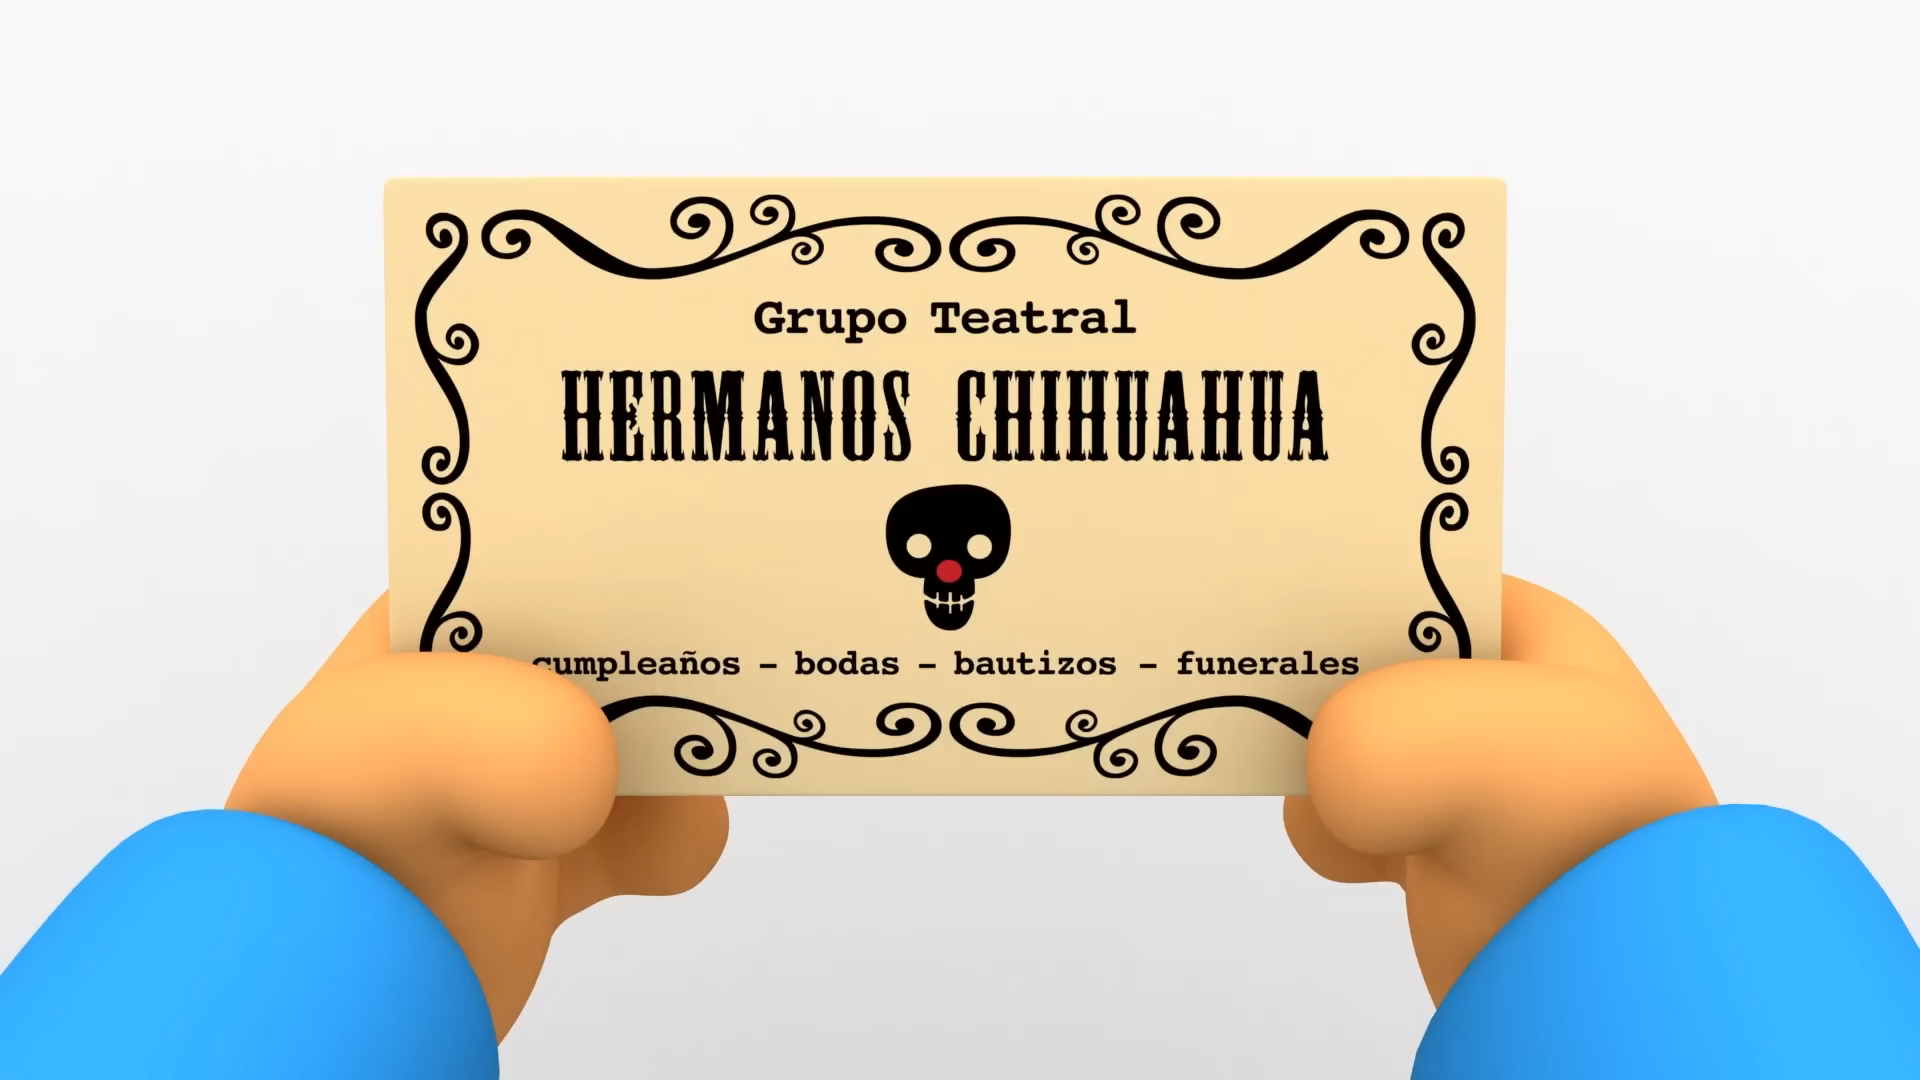 Grupo Teatral
HERMANOS CHIHUAHUA
cumpleaños - bodas - bautizos - funerales